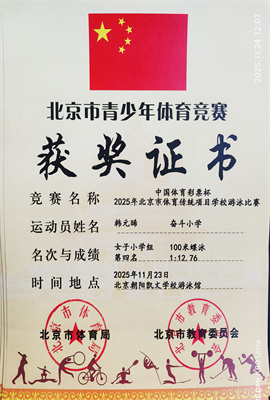 2025.11.24 12:07
北京市青少年体育竞赛
获奖证书
竞赛名称 中国体育彩票杯
2025年北京市体育传统项目学校游泳比赛
运动员姓名 韩元晞 奋斗小学
名次与成绩 女子小学组 100米蝶泳
第四名 1:12.76
时间地点 2025年11月23日
北京朝阳凯文学校游泳馆
北京市体育局 北京市教育委员会